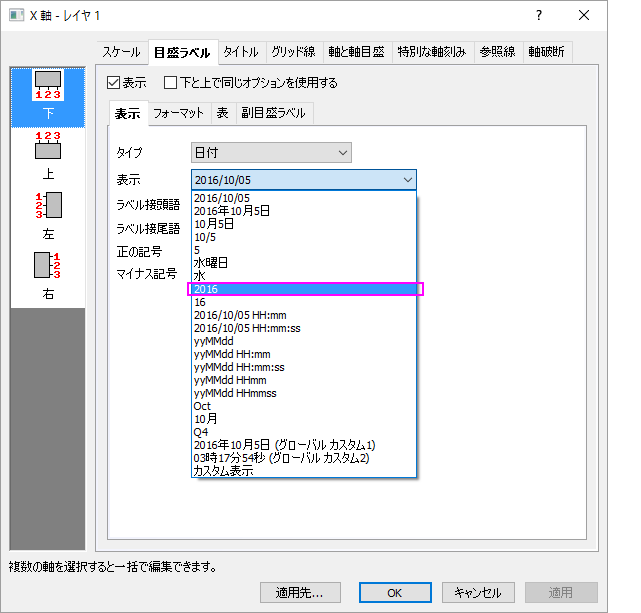 X 軸 - レイヤ 1
?
スケール 目盛ラベル タイトル グリッド線 軸と軸目盛 特別な軸刻み 参照線 軸破断
123
下
123
上
1
2
3
左
1
2
3
右
表示 下と上で同じオプションを使用する
表示 フォーマット 表 副目盛ラベル
タイプ 日付
表示 2016/10/05
ラベル接頭語
ラベル接尾語
正の記号
マイナス記号
2016/10/05
2016年10月5日
10月5日
10/5
5
水曜日
水
2016
16
2016/10/05 HH:mm
2016/10/05 HH:mm:ss
yyMMdd
yyMMdd HH:mm
yyMMdd HH:mm:ss
yyMMdd HHmm
yyMMdd HHmmss
Oct
10月
Q4
2016年10月5日 (グローバル カスタム1)
03時17分54秒 (グローバル カスタム2)
カスタム表示
複数の軸を選択すると一括で編集できます。
適用先... OK キャンセル 適用